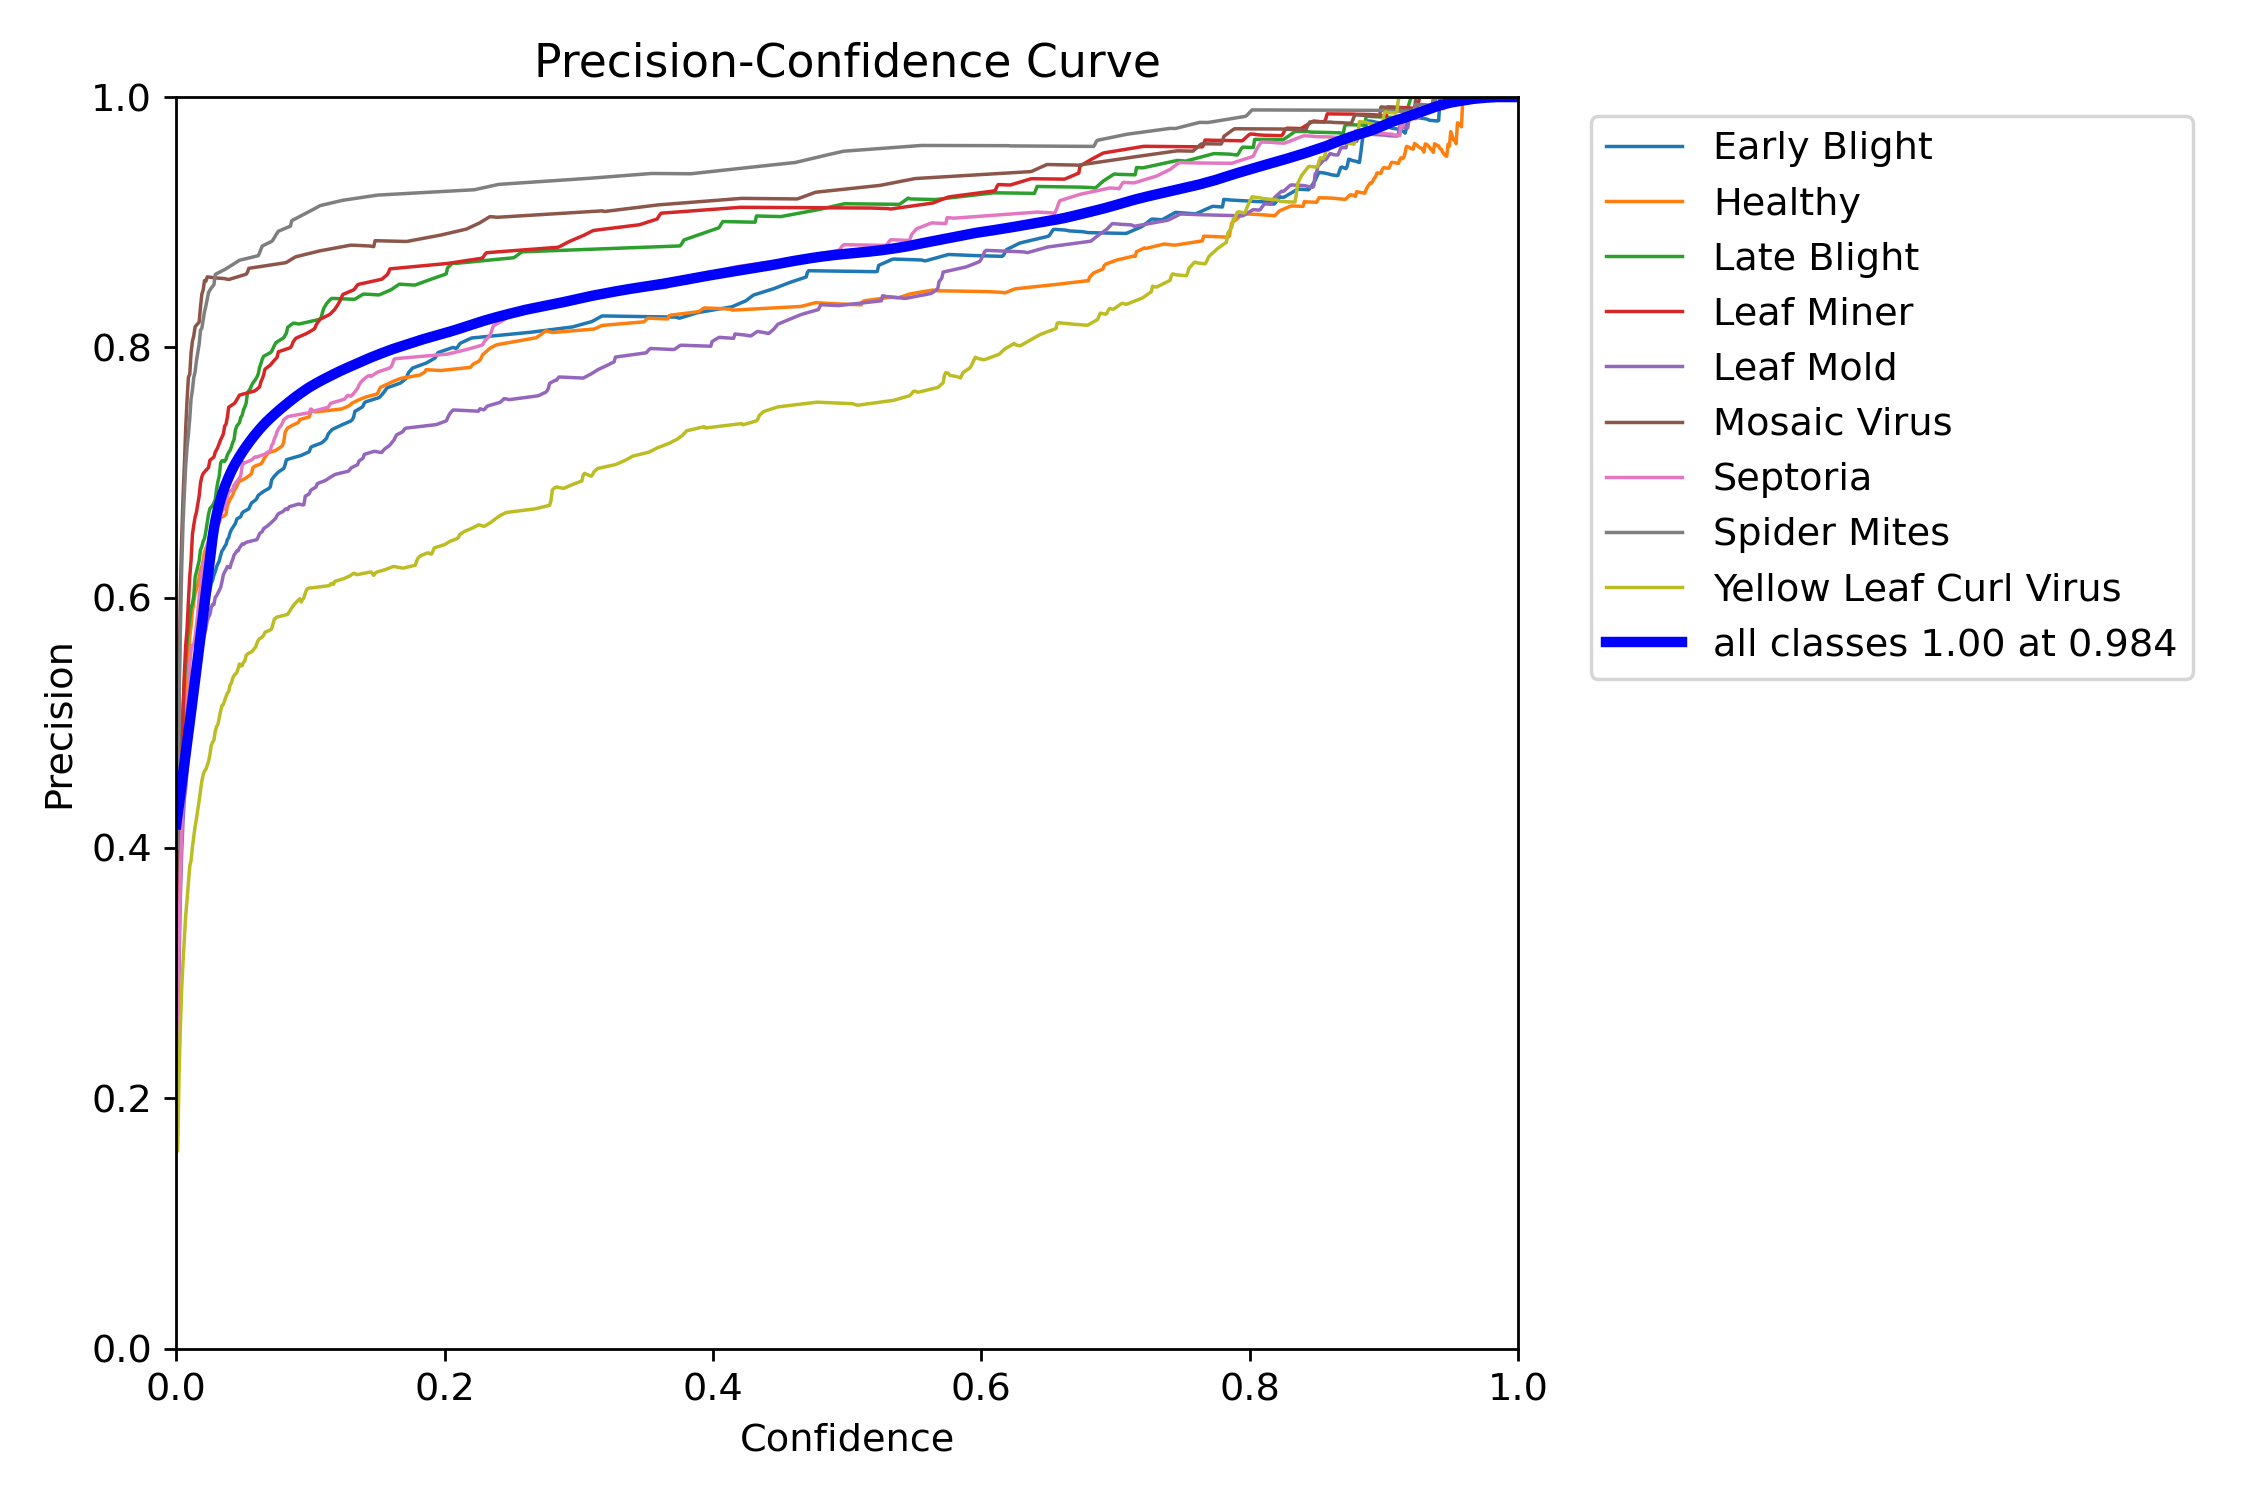 Precision-Confidence Curve
1.0
0.8
0.6
0.4
0.2
0.0
Precision
0.0 0.2 0.4 0.6 0.8 1.0
Confidence
Early Blight
Healthy
Late Blight
Leaf Miner
Leaf Mold
Mosaic Virus
Septoria
Spider Mites
Yellow Leaf Curl Virus
all classes 1.00 at 0.984